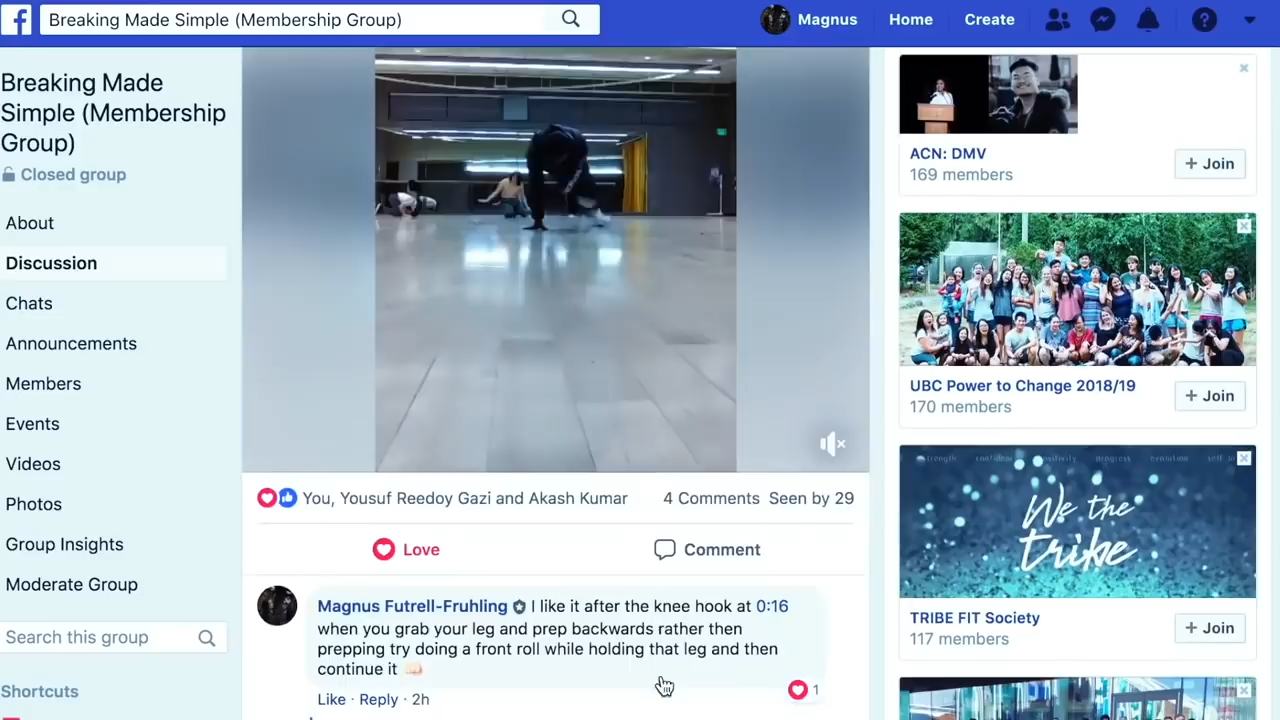 Breaking Made Simple (Membership Group)
Magnus
Home
Create
Breaking Made
Simple (Membership
Group)
Closed group
About
Discussion
Chats
Announcements
Members
Events
Videos
Photos
Group Insights
Moderate Group
Search this group
Shortcuts
You, Yousuf Reedoy Gazi and Akash Kumar
4 Comments Seen by 29
Love
Comment
Magnus Futrell-Fruhling I like it after the knee hook at 0:16
when you grab your leg and prep backwards rather then
prepping try doing a front roll while holding that leg and then
continue it
Like · Reply · 2h
1
ACN: DMV
169 members
+ Join
UBC Power to Change 2018/19
170 members
+ Join
We the
tribe
TRIBE FIT Society
117 members
+ Join